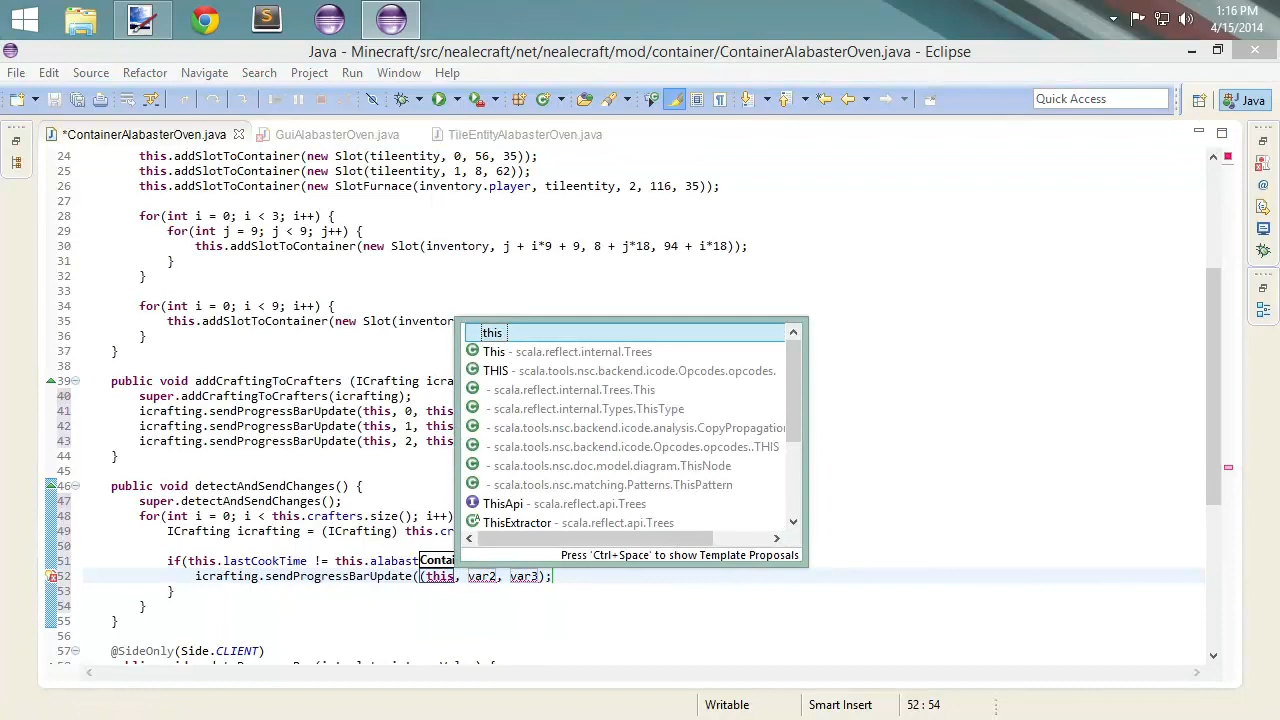 1:16 PM
4/15/2014
Java - Minecraft/src/nealecraft/net/nealecraft/mod/container/ContainerAlabasterOven.java - Eclipse
File Edit Source Refactor Navigate Search Project Run Window Help
Quick Access
Java
*ContainerAlabasterOven.java GuiAlabasterOven.java TileEntityAlabasterOven.java
24 this.addSlotToContainer(new Slot(tileentity, 0, 56, 35));
25 this.addSlotToContainer(new Slot(tileentity, 1, 8, 62));
26 this.addSlotToContainer(new SlotFurnace(inventory.player, tileentity, 2, 116, 35));
27
28 for(int i = 0; i < 3; i++) {
29 for(int j = 9; j < 9; j++) {
30 this.addSlotToContainer(new Slot(inventory, j + i*9 + 9, 8 + j*18, 94 + i*18));
31 }
32 }
33
34 for(int i = 0; i < 9; i++) {
35 this.addSlotToContainer(new Slot(inventor
36 }
37 }
38
39 public void addCraftingToCrafters (ICrafting icra
40 super.addCraftingToCrafters(icrafting);
41 icrafting.sendProgressBarUpdate(this, 0, this
42 icrafting.sendProgressBarUpdate(this, 1, this
43 icrafting.sendProgressBarUpdate(this, 2, this
44 }
45
46 public void detectAndSendChanges() {
47 super.detectAndSendChanges();
48 for(int i = 0; i < this.crafters.size(); i++)
49 ICrafting icrafting = (ICrafting) this.cr
50
51 if(this.lastCookTime != this.alabast
52 icrafting.sendProgressBarUpdate((this, var2, var3);
53 }
54 }
55 }
56
57 @SideOnly(Side.CLIENT)
Contai
this
This - scala.reflect.internal.Trees
THIS - scala.tools.nsc.backend.icode.Opcodes.opcodes.
- scala.reflect.internal.Trees.This
- scala.reflect.internal.Types.ThisType
- scala.tools.nsc.backend.icode.analysis.CopyPropagation
- scala.tools.nsc.backend.icode.Opcodes.opcodes..THIS
- scala.tools.nsc.doc.model.diagram.ThisNode
- scala.tools.nsc.matching.Patterns.ThisPattern
ThisApi - scala.reflect.api.Trees
ThisExtractor - scala.reflect.api.Trees
Press 'Ctrl+Space' to show Template Proposals
Writable Smart Insert 52 : 54